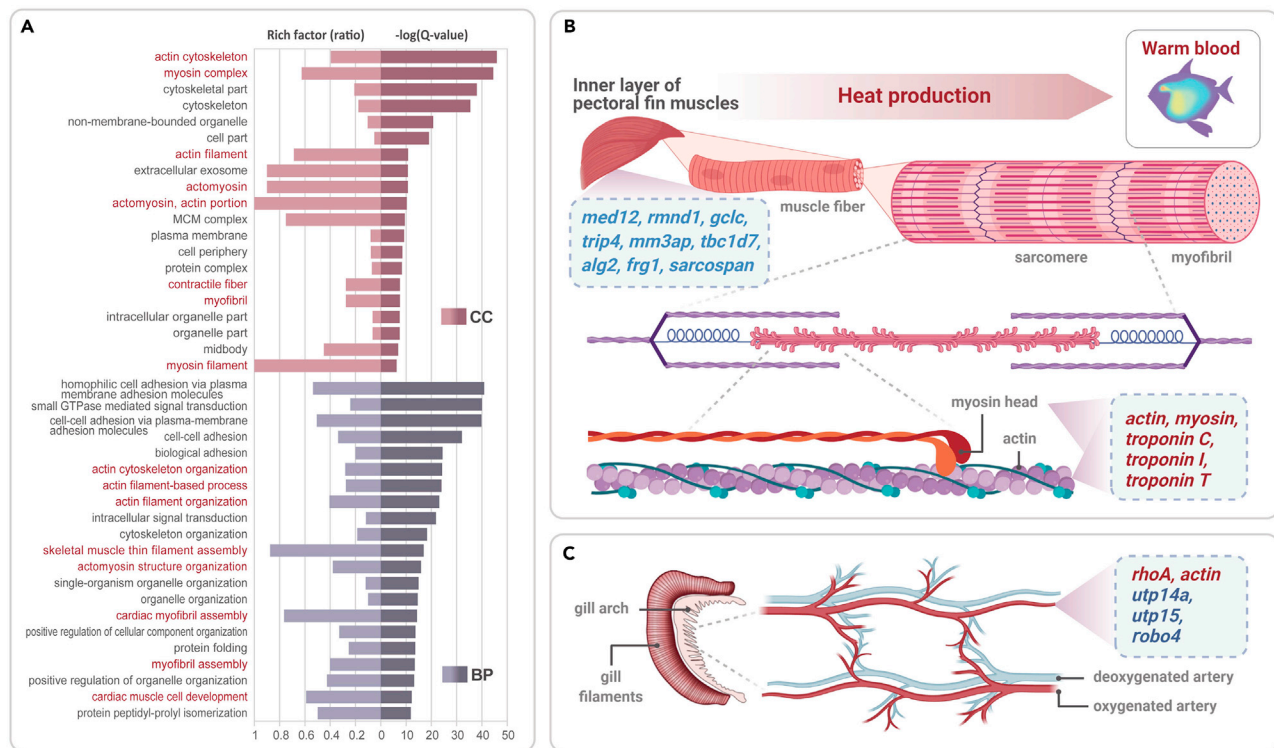 A
Rich factor (ratio)
-log(Q-value)
actin cytoskeleton
myosin complex
cytoskeletal part
cytoskeleton
non-membrane-bounded organelle
cell part
actin filament
extracellular exosome
actomyosin
actomyosin, actin portion
MCM complex
plasma membrane
cell periphery
protein complex
contractile fiber
myofibril
intracellular organelle part
organelle part
midbody
myosin filament
CC
homophilic cell adhesion via plasma
membrane adhesion molecules
small GTPase mediated signal transduction
cell-cell adhesion via plasma-membrane
adhesion molecules
cell-cell adhesion
biological adhesion
actin cytoskeleton organization
actin filament-based process
actin filament organization
intracellular signal transduction
cytoskeleton organization
skeletal muscle thin filament assembly
actomyosin structure organization
single-organism organelle organization
organelle organization
cardiac myofibril assembly
positive regulation of cellular component organization
protein folding
myofibril assembly
positive regulation of organelle organization
cardiac muscle cell development
protein peptidyl-prolyl isomerization
BP
1 0.8 0.6 0.4 0.2 0 10 20 30 40 50
B
Inner layer of
pectoral fin muscles
Heat production
Warm blood
muscle fiber
sarcomere
myofibril
med12, rmnd1, gclc,
trip4, mm3ap, tbc1d7,
alg2, frg1, sarcospan
myosin head
actin
actin, myosin,
troponin C,
troponin I,
troponin T
C
gill arch
gill
filaments
rhoA, actin
utp14a,
utp15,
robo4
deoxygenated artery
oxygenated artery